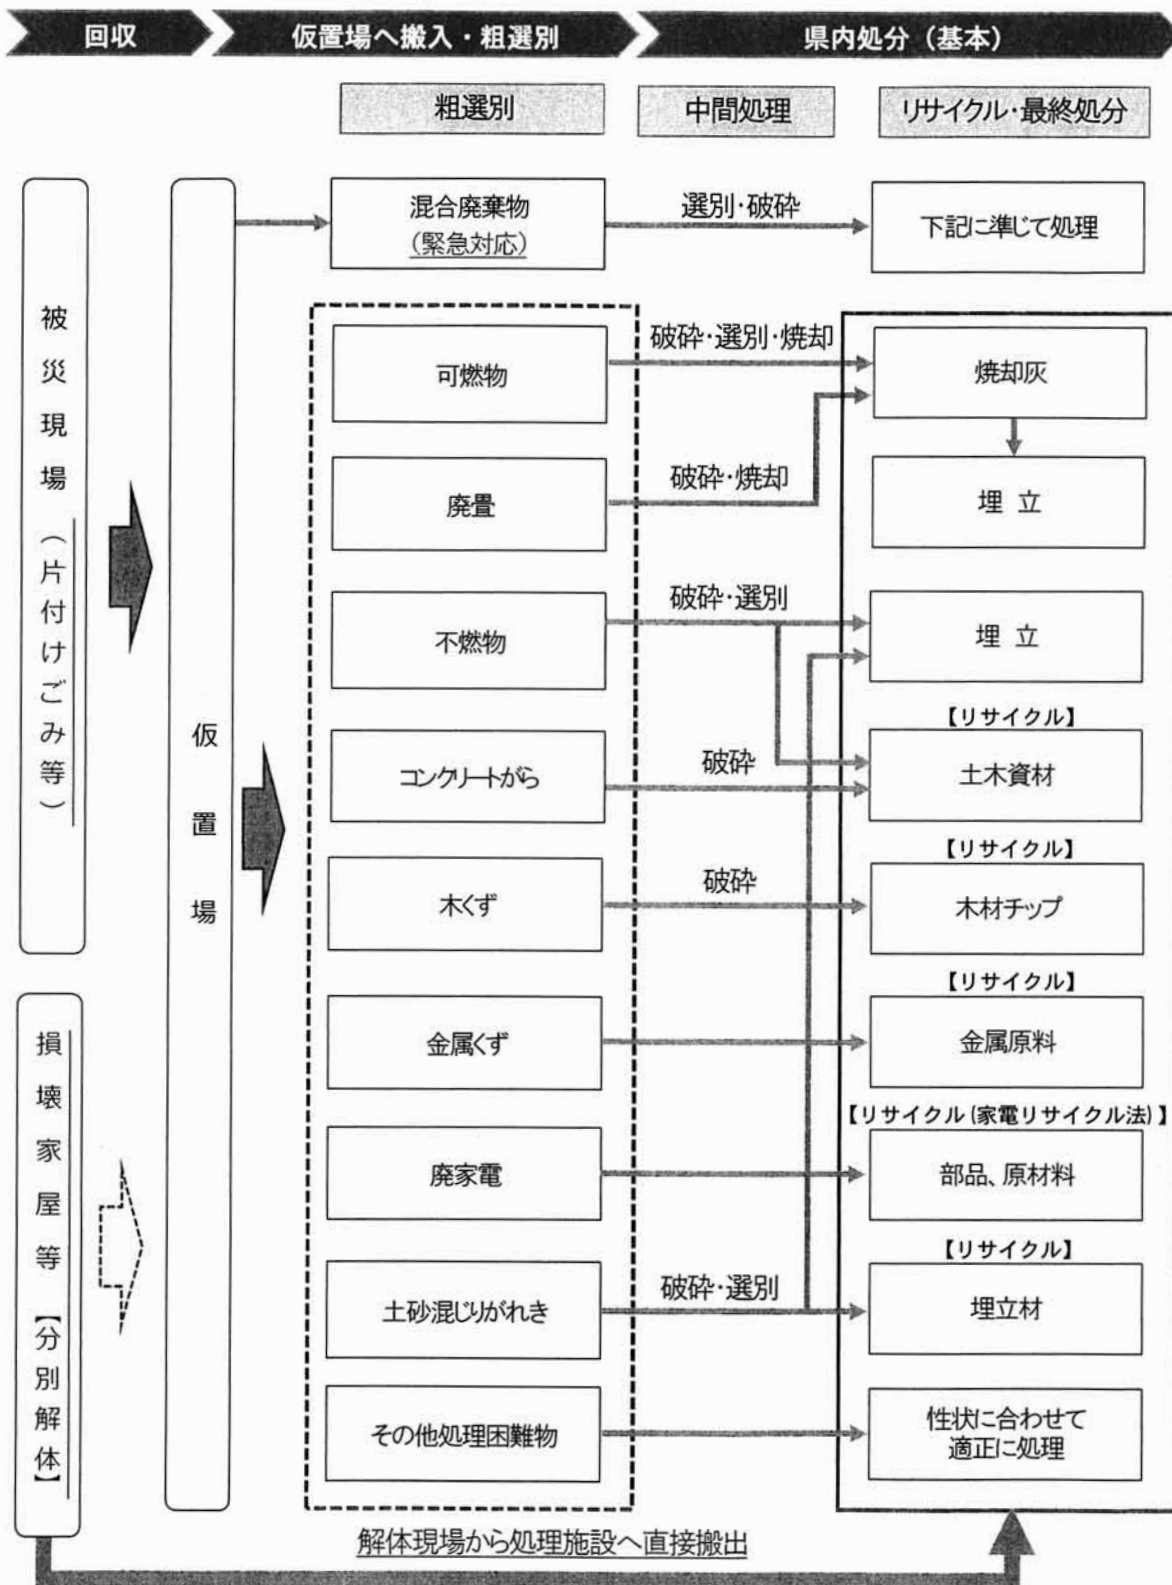 回収
仮置場へ搬入・粗選別
県内処分（基本）
粗選別
中間処理
リサイクル・最終処分
被災現場（片付けごみ等）
損壊家屋等【分別解体】
仮置場
混合廃棄物
（緊急対応）
選別・破砕
下記に準じて処理
可燃物
破砕・選別・焼却
焼却灰
廃畳
破砕・焼却
埋立
不燃物
破砕・選別
埋立
【リサイクル】
コンクリートがら
破砕
土木資材
【リサイクル】
木くず
破砕
木材チップ
【リサイクル】
金属くず
金属原料
【リサイクル（家電リサイクル法）】
廃家電
部品、原材料
【リサイクル】
土砂混じりがれき
破砕・選別
埋立材
その他処理困難物
性状に合わせて
適正に処理
解体現場から処理施設へ直接搬出